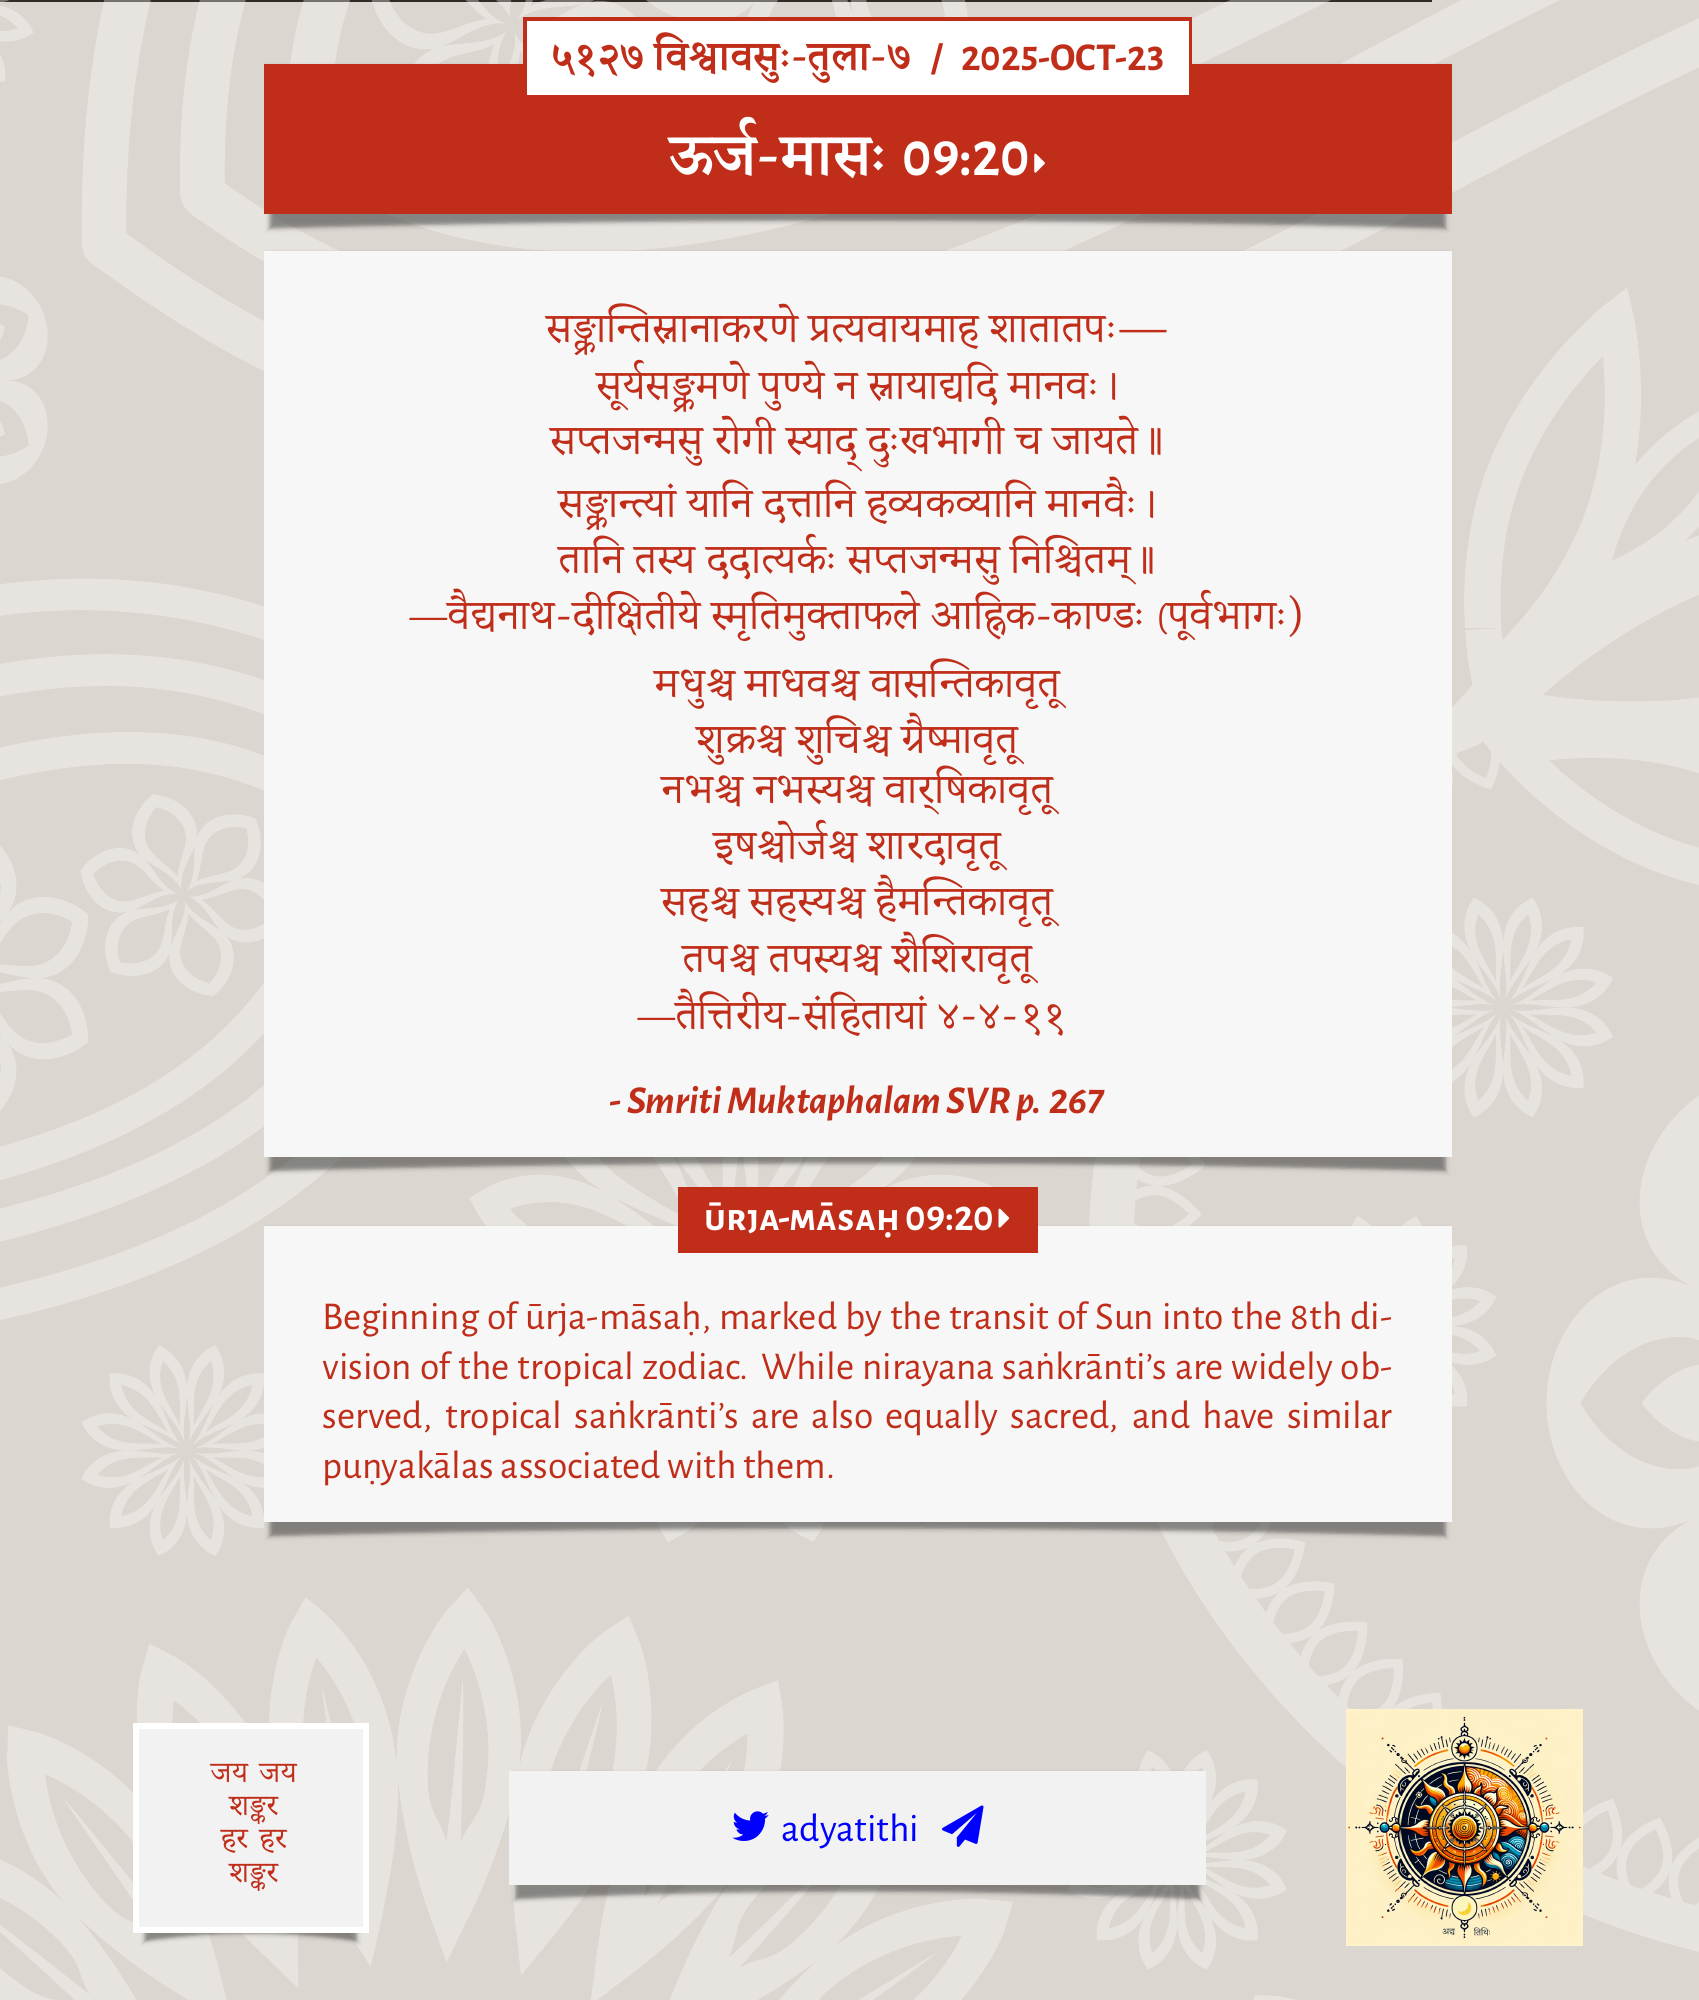 ५१२७ विश्वावसुः-तुला-७ / 2025-OCT-23
ऊर्ज-मासः 09:20▸
सङ्क्रान्तिस्नानाकरणे प्रत्यवायमाह शातातपः—
सूर्यसङ्क्रमणे पुण्ये न स्नायाद्यदि मानवः।
सप्तजन्मसु रोगी स्याद् दुःखभागी च जायते॥
सङ्क्रान्त्यां यानि दत्तानि हव्यकव्यानि मानवैः।
तानि तस्य ददात्यर्कः सप्तजन्मसु निश्चितम्॥
—वैद्यनाथ-दीक्षितीये स्मृतिमुक्ताफले आह्निक-काण्डः (पूर्वभागः)
मधुश्च माधवश्च वासन्तिकावृतू
शुक्रश्च शुचिश्च ग्रैष्मावृतू
नभश्च नभस्यश्च वार्‌षिकावृतू
इषश्चोर्जश्च शारदावृतू
सहश्च सहस्यश्च हैमन्तिकावृतू
तपश्च तपस्यश्च शैशिरावृतू
—तैत्तिरीय-संहितायां ४-४-११
- Smriti Muktaphalam SVR p. 267
ŪRJA-MĀSAḤ 09:20▸
Beginning of ūrja-māsaḥ, marked by the transit of Sun into the 8th di-
vision of the tropical zodiac. While nirayana saṅkrānti’s are widely ob-
served, tropical saṅkrānti’s are also equally sacred, and have similar
puṇyakālas associated with them.
जय जय
शङ्कर
हर हर
शङ्कर
adyatithi
अद्य तिथिः